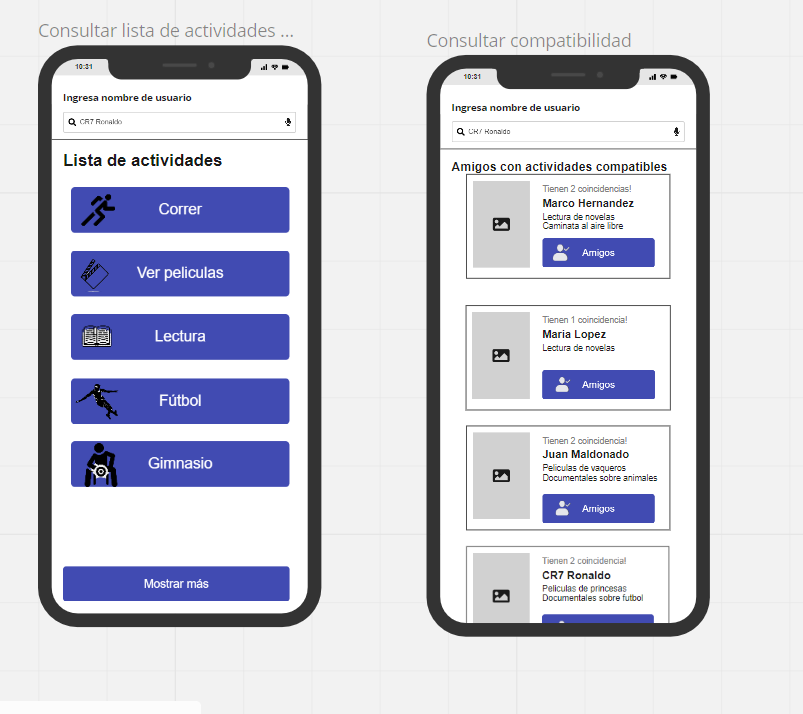 Consultar lista de actividades ...
10:31
Ingresa nombre de usuario
CR7 Ronaldo
Lista de actividades
Correr
Ver peliculas
Lectura
Fútbol
Gimnasio
Mostrar más
Consultar compatibilidad
10:31
Ingresa nombre de usuario
CR7 Ronaldo
Amigos con actividades compatibles
Tienen 2 coincidencias!
Marco Hernandez
Lectura de novelas
Caminata al aire libre
Amigos
Tienen 1 coincidencia!
Maria Lopez
Lectura de novelas
Amigos
Tienen 2 coincidencia!
Juan Maldonado
Peliculas de vaqueros
Documentales sobre animales
Amigos
Tienen 2 coincidencia!
CR7 Ronaldo
Peliculas de princesas
Documentales sobre futbol